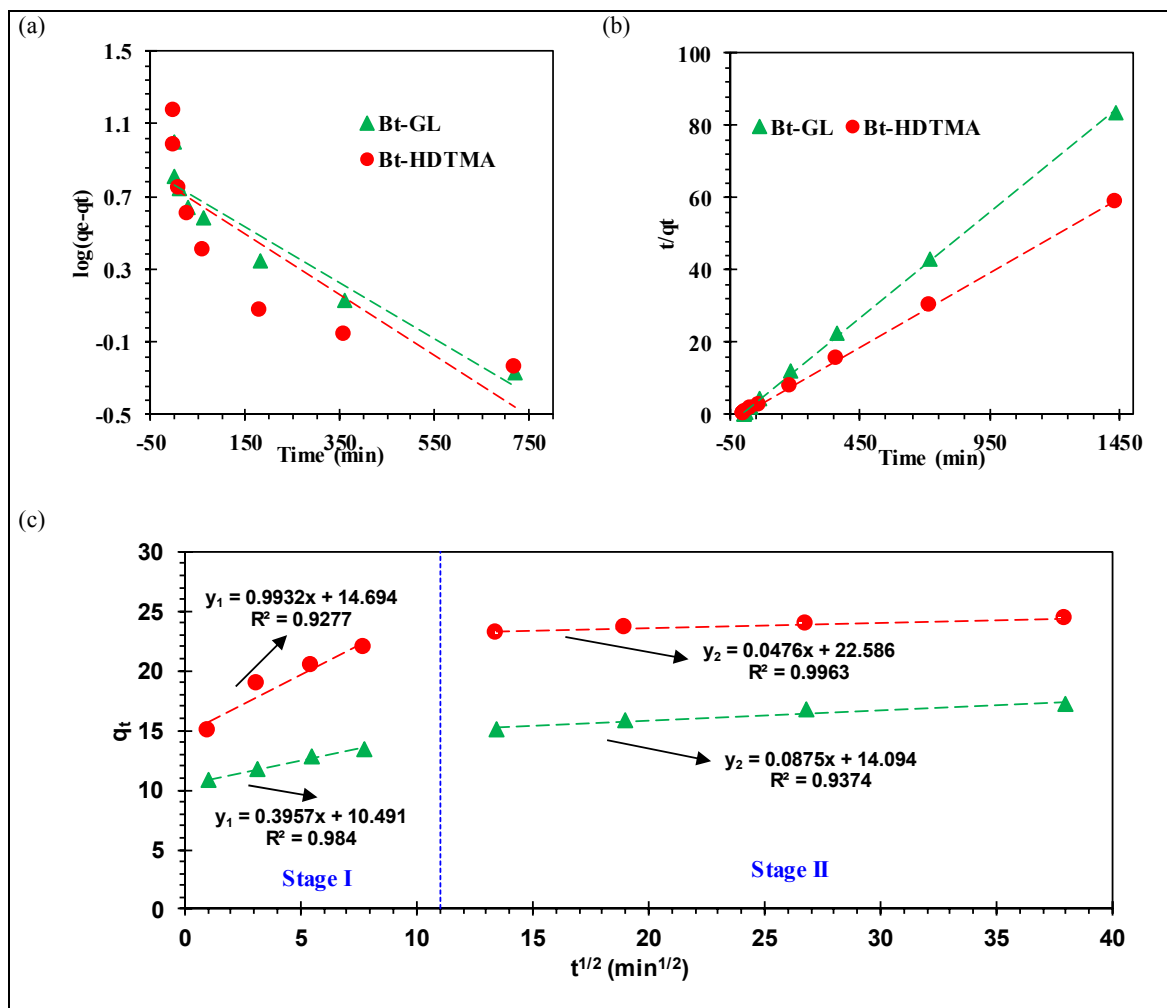 (a)
1.5
1.1
0.7
0.3
-0.1
-0.5
log(qe-qt)
Bt-GL
Bt-HDTMA
-50 150 350 550 750
Time (min)
(b)
100
80
60
40
20
0
t/qt
Bt-GL Bt-HDTMA
-50 450 950 1450
Time (min)
(c)
30
25
20
15
10
5
0
qt
y1 = 0.9932x + 14.694
R² = 0.9277
y2 = 0.0476x + 22.586
R² = 0.9963
y2 = 0.0875x + 14.094
R² = 0.9374
y1 = 0.3957x + 10.491
R² = 0.984
Stage I
Stage II
0 5 10 15 20 25 30 35 40
t1/2 (min1/2)